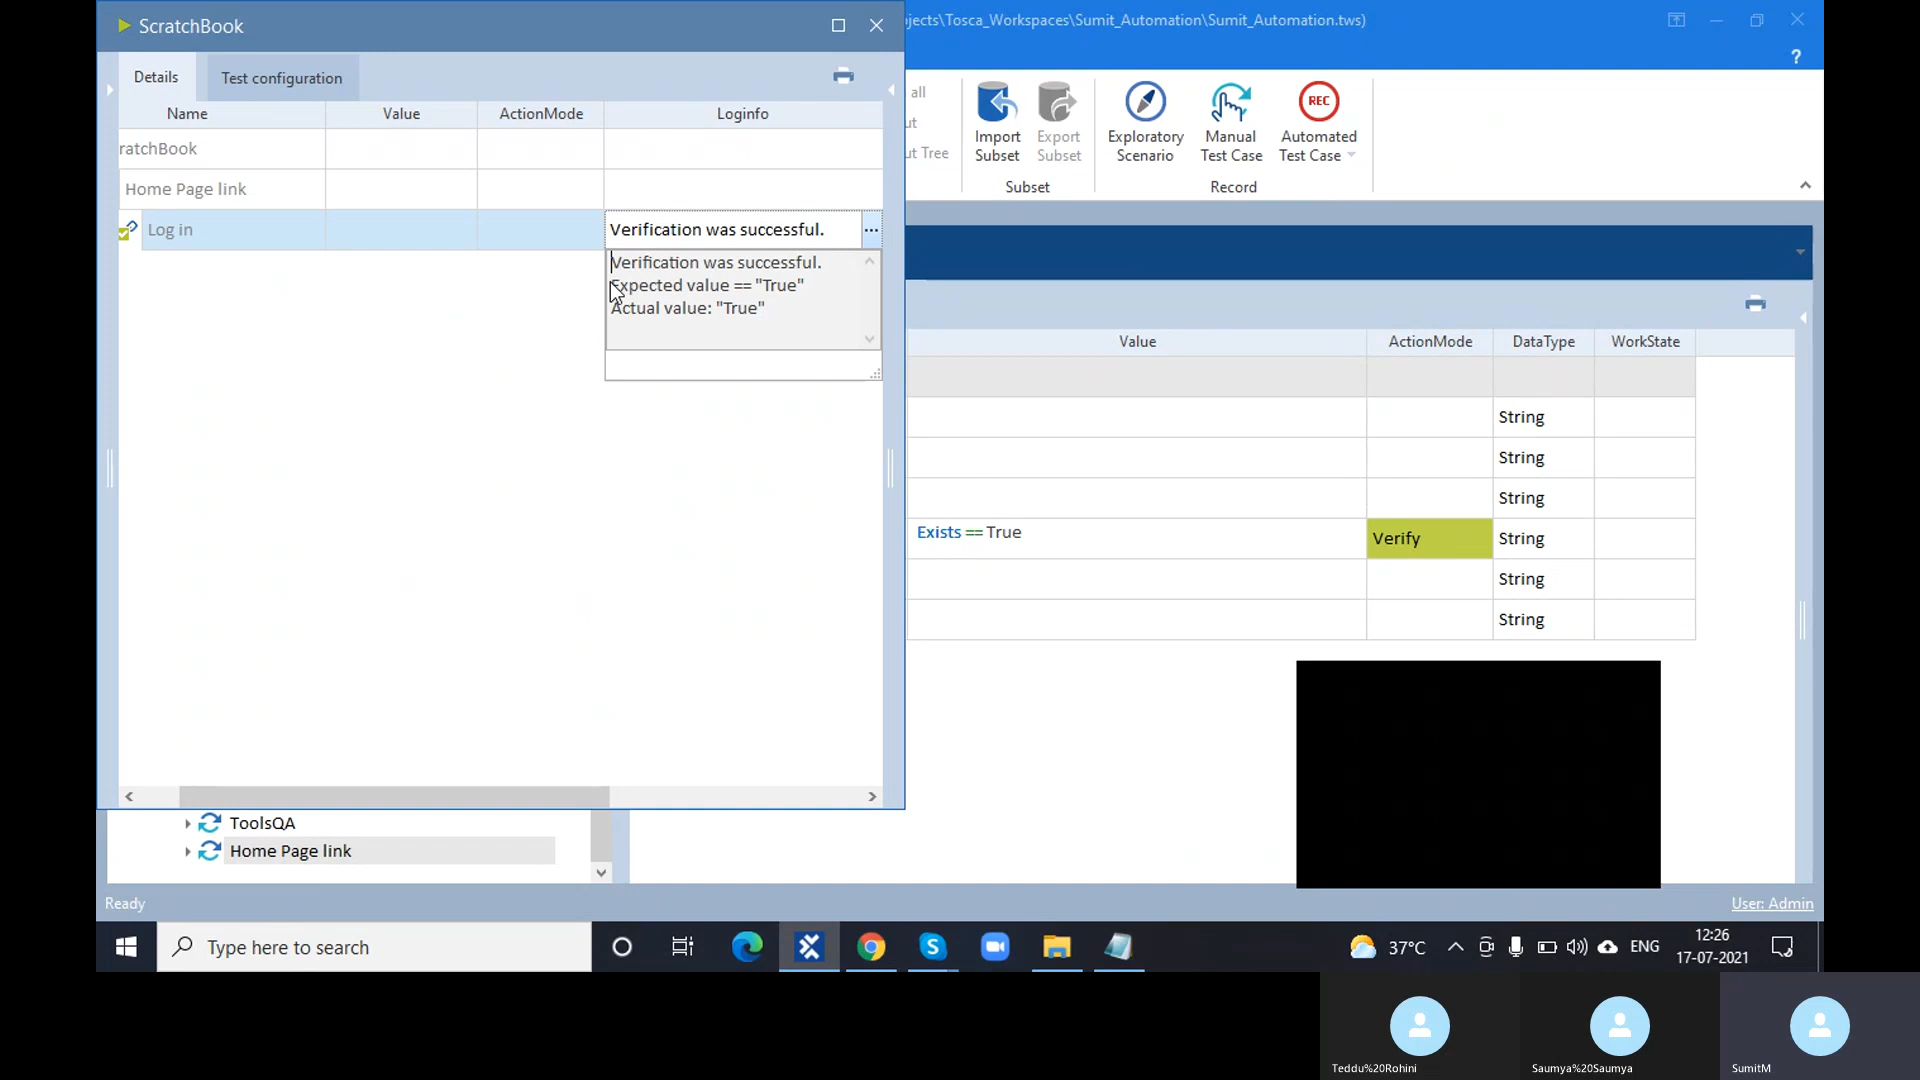 ScratchBook
jects\Tosca_Workspaces\Sumit_Automation\Sumit_Automation.tws)
?
Details
Test configuration
all
ut
ut Tree
Import Subset
Export Subset
Subset
Exploratory Scenario
Manual Test Case
REC
Automated Test Case
Record
Name
Value
ActionMode
Loginfo
ratchBook
Home Page link
Log in
Verification was successful.
...
Verification was successful.
Expected value == "True"
Actual value: "True"
Value
ActionMode
DataType
WorkState
String
String
String
Exists == True
Verify
String
String
String
ToolsQA
Home Page link
Ready
User: Admin
Type here to search
S
37°C
ENG
12:26
17-07-2021
Teddu%20Rohini
Saumya%20Saumya
SumitM